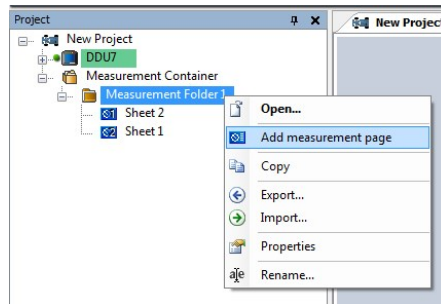 Project
New Project
New Project
DDU7
Measurement Container
Measurement Folder 1
Sheet 2
Sheet 1
Open...
Add measurement page
Copy
Export...
Import...
Properties
Rename...